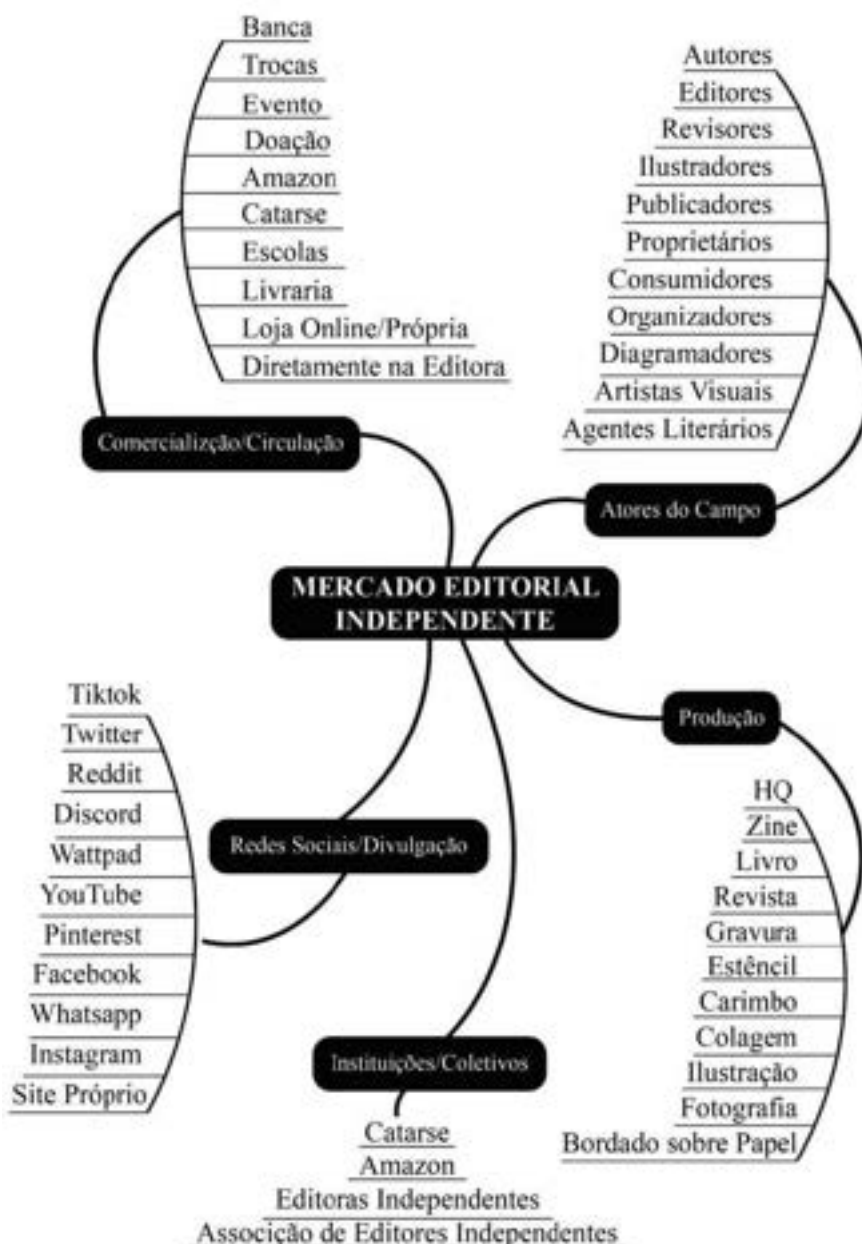 Banca
Trocas
Evento
Doação
Amazon
Catarse
Escolas
Livraria
Loja Online/Própria
Diretamente na Editora
Comercializção/Circulação
Autores
Editores
Revisores
Ilustradores
Publicadores
Proprietários
Consumidores
Organizadores
Diagramadores
Artistas Visuais
Agentes Literários
Atores do Campo
MERCADO EDITORIAL
INDEPENDENTE
Tiktok
Twitter
Reddit
Discord
Wattpad
YouTube
Pinterest
Facebook
Whatsapp
Instagram
Site Próprio
Redes Sociais/Divulgação
Produção
HQ
Zine
Livro
Revista
Gravura
Estêncil
Carimbo
Colagem
Ilustração
Fotografia
Bordado sobre Papel
Instituições/Coletivos
Catarse
Amazon
Editoras Independentes
Associção de Editores Independentes